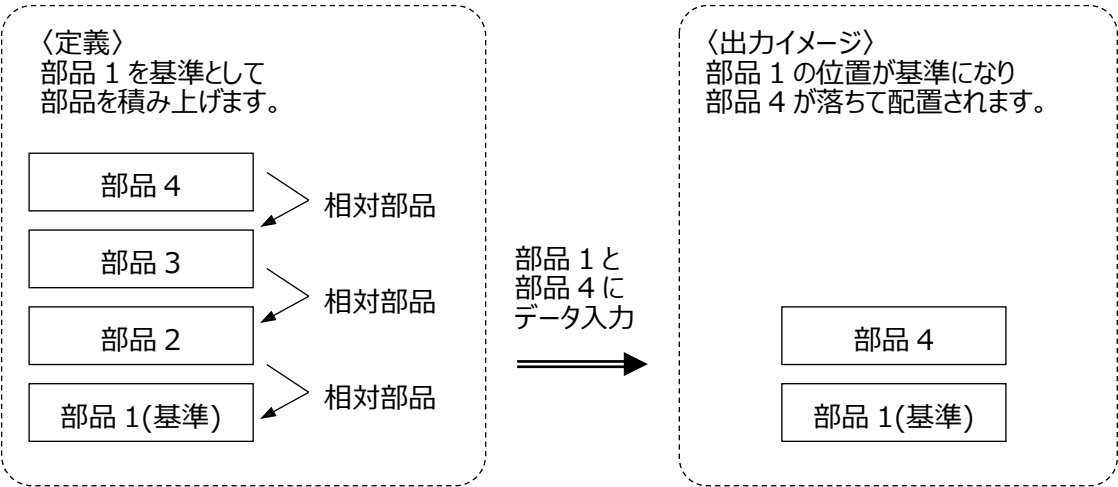 〈定義〉
部品 1 を基準として
部品を積み上げます。
部品 4
相対部品
部品 3
相対部品
部品 2
相対部品
部品 1(基準)
部品 1 と
部品 4 に
データ入力
〈出力イメージ〉
部品 1 の位置が基準になり
部品 4 が落ちて配置されます。
部品 4
部品 1(基準)